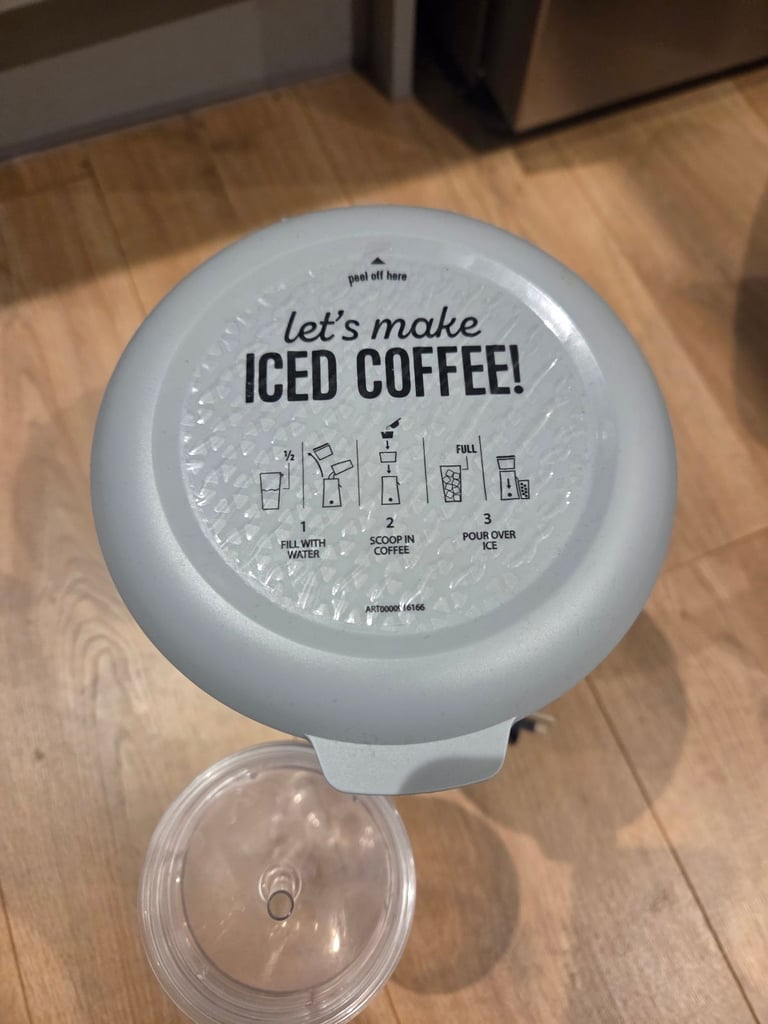 peel off here
let's make
ICED COFFEE!
½
FULL
1
FILL WITH
WATER
2
SCOOP IN
COFFEE
3
POUR OVER
ICE